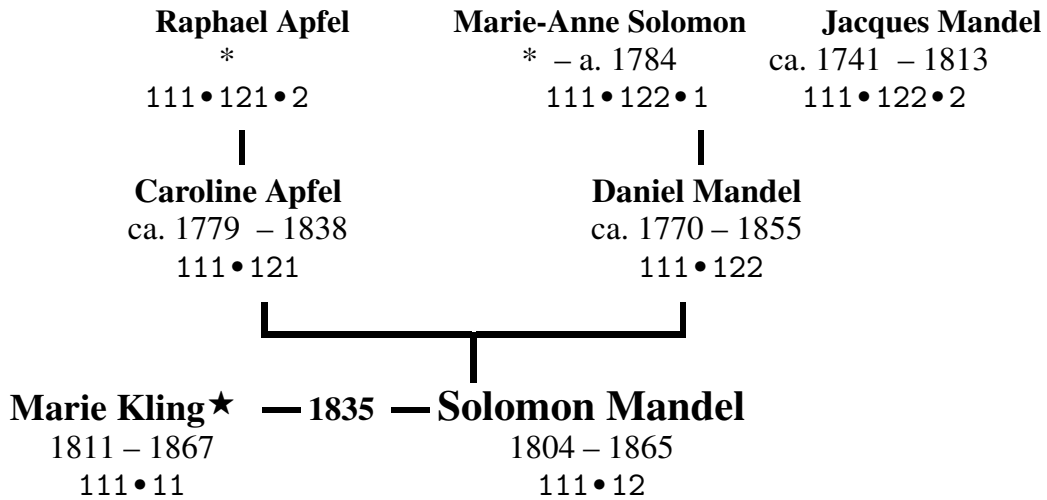 Raphael Apfel Marie-Anne Solomon Jacques Mandel
* * – a. 1784 ca. 1741 – 1813
111•121•2 111•122•1 111•122•2
Caroline Apfel Daniel Mandel
ca. 1779 – 1838 ca. 1770 – 1855
111•121 111•122
Marie Kling★ — 1835 — Solomon Mandel
1811 – 1867 1804 – 1865
111•11 111•12